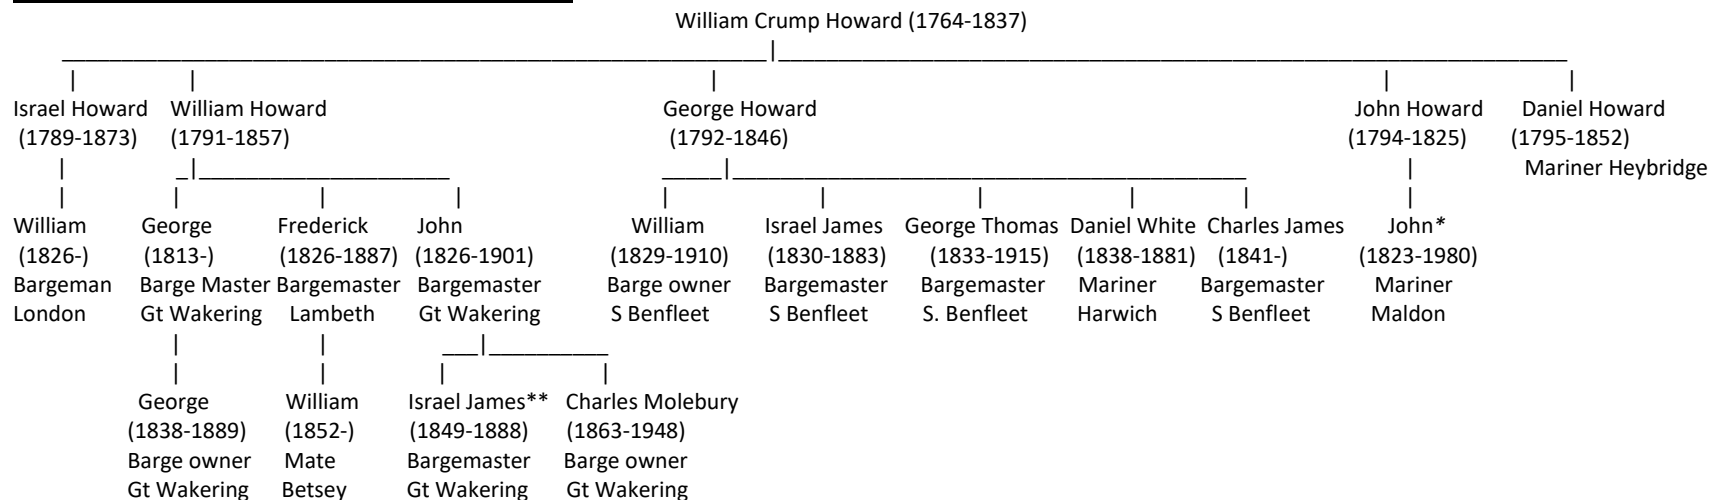 William Crump Howard (1764-1837)
Israel Howard William Howard George Howard John Howard Daniel Howard
(1789-1873) (1791-1857) (1792-1846) (1794-1825) (1795-1852)
Mariner Heybridge
William George Frederick John William Israel James George Thomas Daniel White Charles James John*
(1826-) (1813-) (1826-1887) (1826-1901) (1829-1910) (1830-1883) (1833-1915) (1838-1881) (1841-) (1823-1980)
Bargeman Barge Master Bargemaster Bargemaster Barge owner Bargemaster Bargemaster Mariner Bargemaster Mariner
London Gt Wakering Lambeth Gt Wakering S Benfleet S Benfleet S. Benfleet Harwich S Benfleet Maldon
George William Israel James** Charles Molebury
(1838-1889) (1852-) (1849-1888) (1863-1948)
Barge owner Mate Bargemaster Barge owner
Gt Wakering Betsey Gt Wakering Gt Wakering